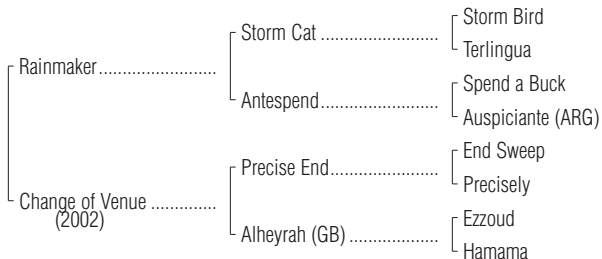 Storm Bird
Storm Cat ..............................
Terlingua
Rainmaker..............................
Spend a Buck
Antespend..............................
Auspiciante (ARG)
End Sweep
Precise End...........................
Precisely
Change of Venue ................
(2002)
Ezzoud
Alheyrah (GB) ......................
Hamama